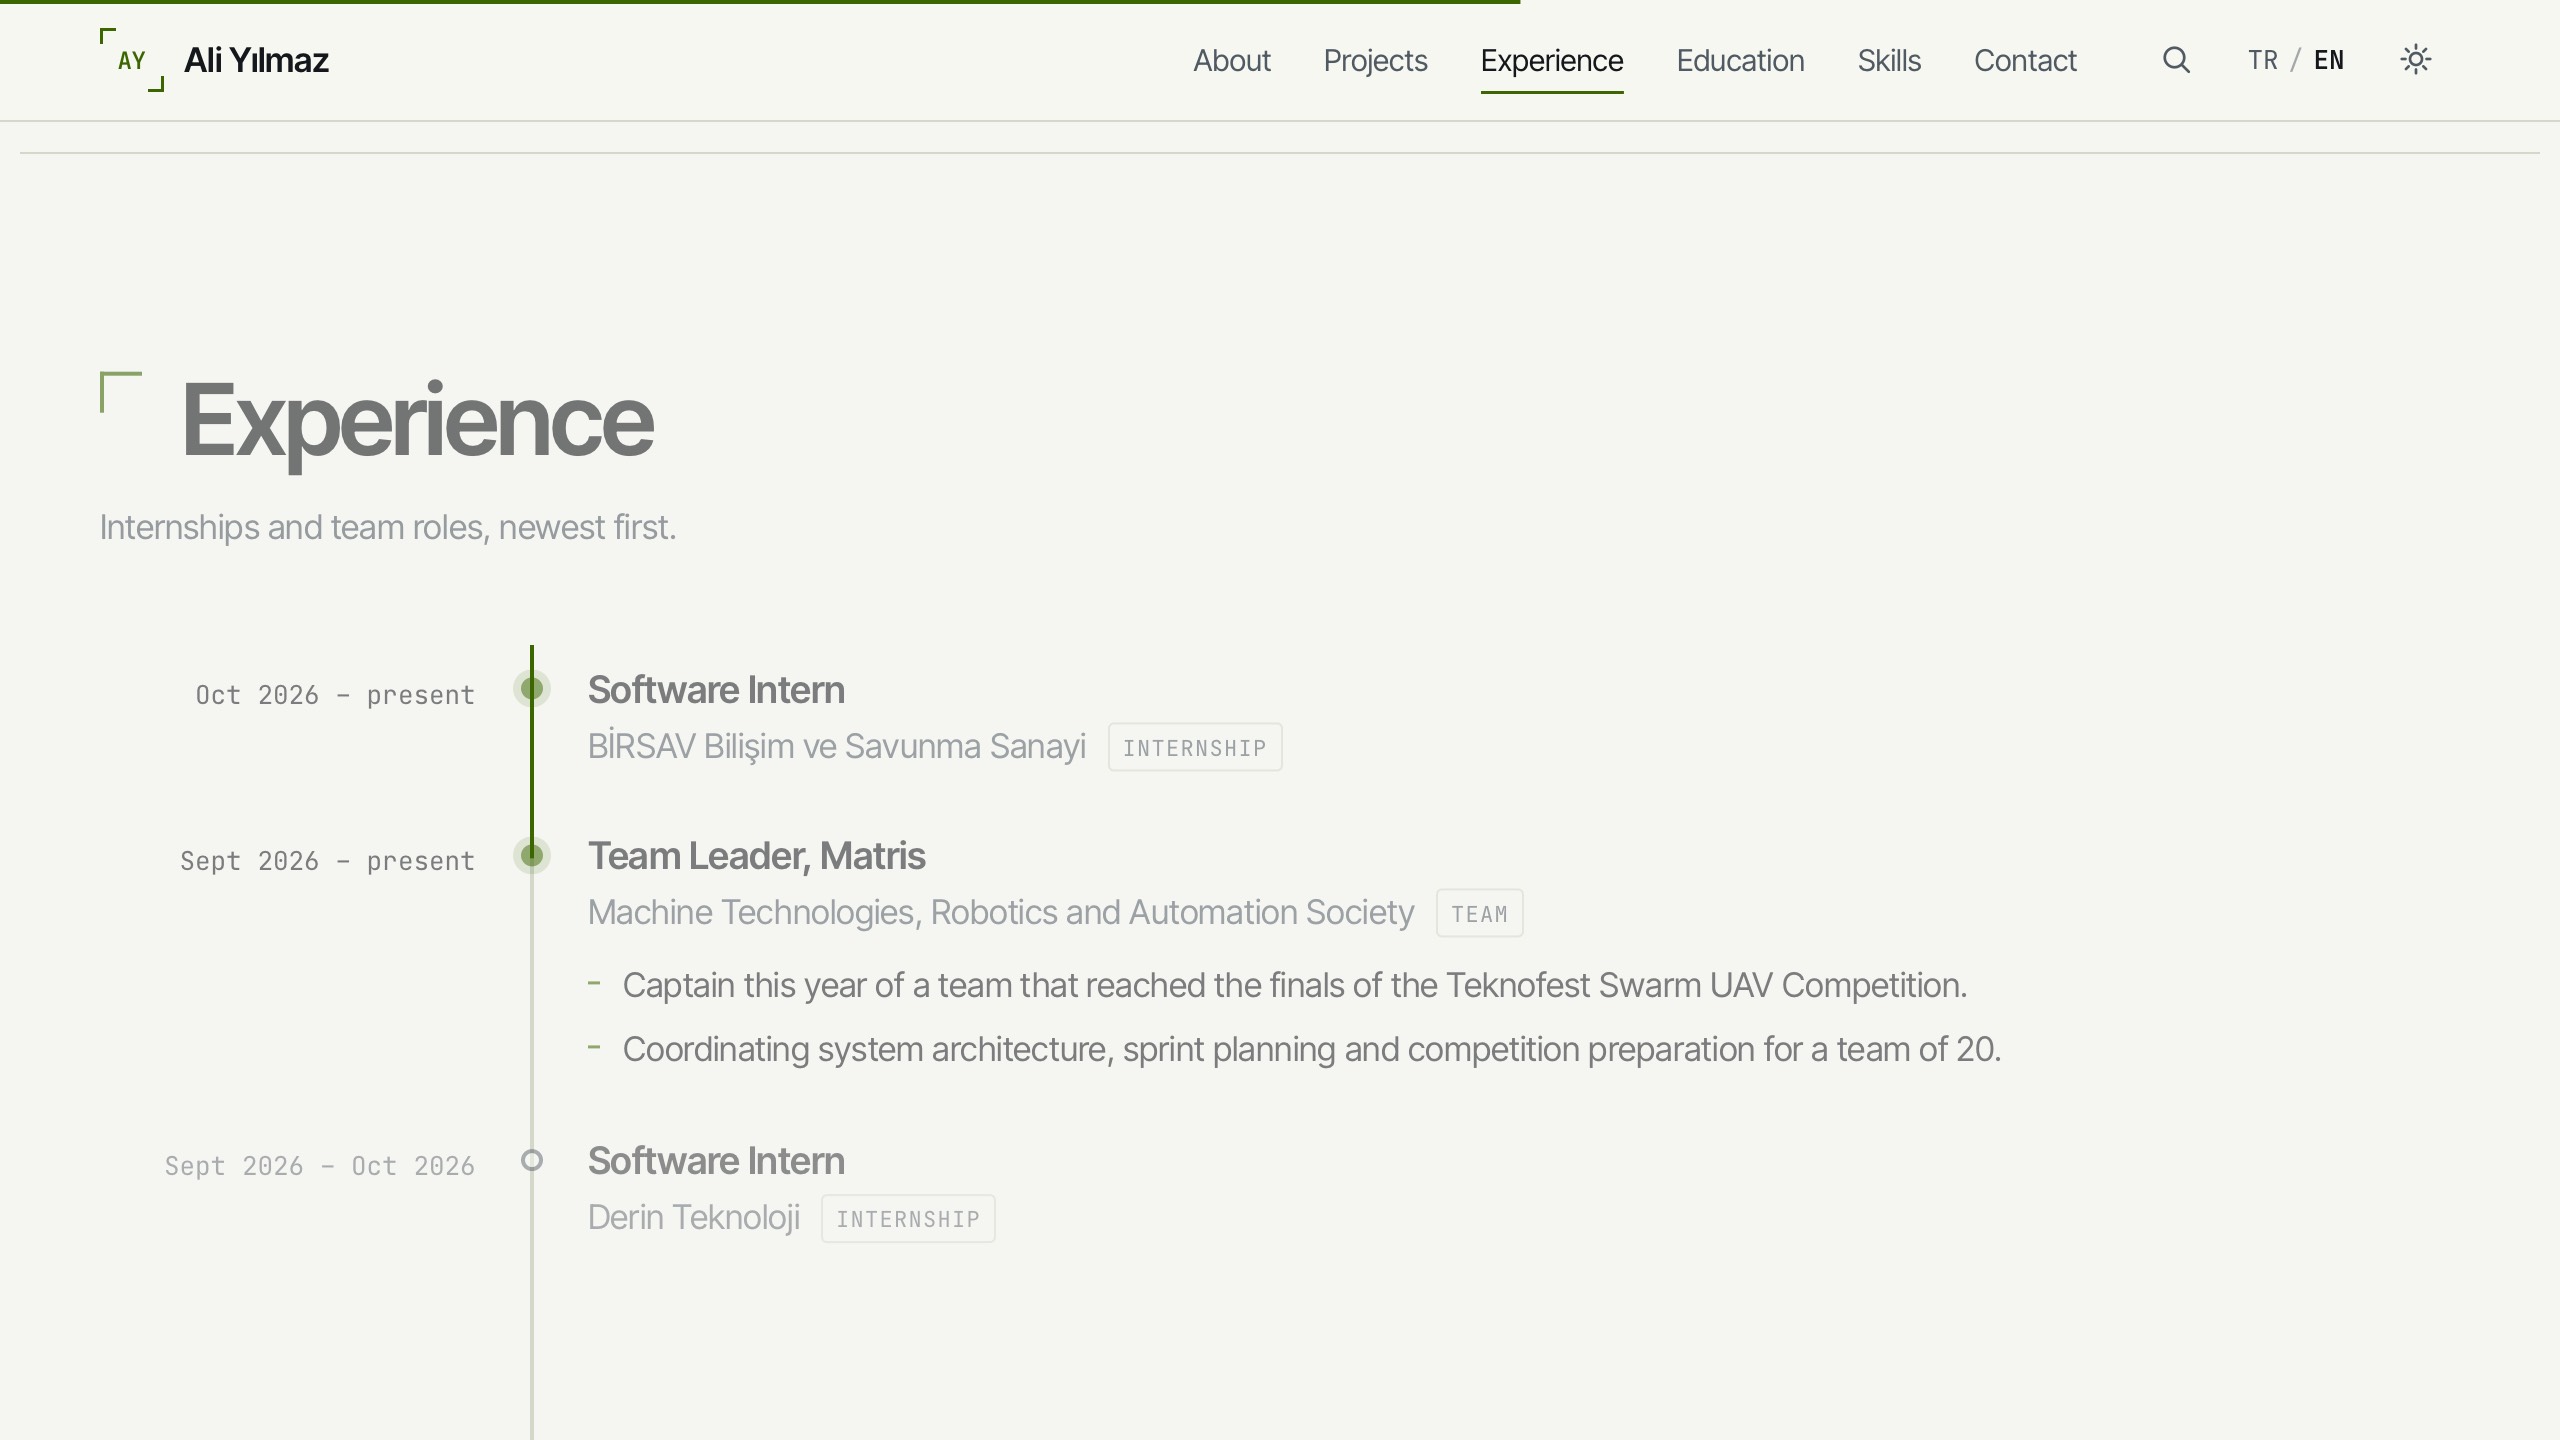 AY Ali Yılmaz About Projects Experience Education Skills Contact TR / EN
Experience
Internships and team roles, newest first.
Oct 2026 – present Software Intern
BİRSAV Bilişim ve Savunma Sanayi INTERNSHIP
Sept 2026 – present Team Leader, Matris
Machine Technologies, Robotics and Automation Society TEAM
– Captain this year of a team that reached the finals of the Teknofest Swarm UAV Competition.
– Coordinating system architecture, sprint planning and competition preparation for a team of 20.
Sept 2026 – Oct 2026 Software Intern
Derin Teknoloji INTERNSHIP